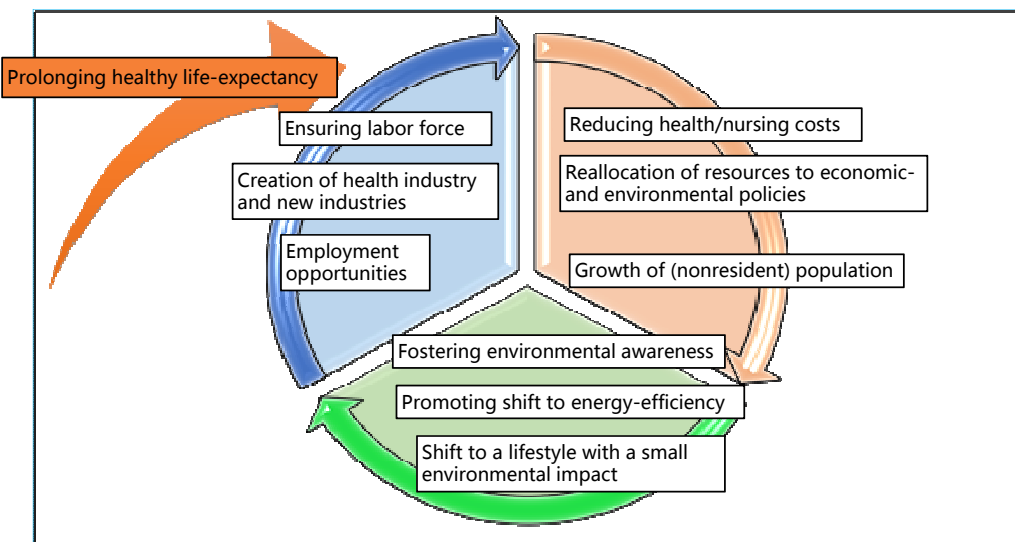 Prolonging healthy life-expectancy
Ensuring labor force
Creation of health industry
and new industries
Employment
opportunities
Reducing health/nursing costs
Reallocation of resources to economic-
and environmental policies
Growth of (nonresident) population
Fostering environmental awareness
Promoting shift to energy-efficiency
Shift to a lifestyle with a small
environmental impact